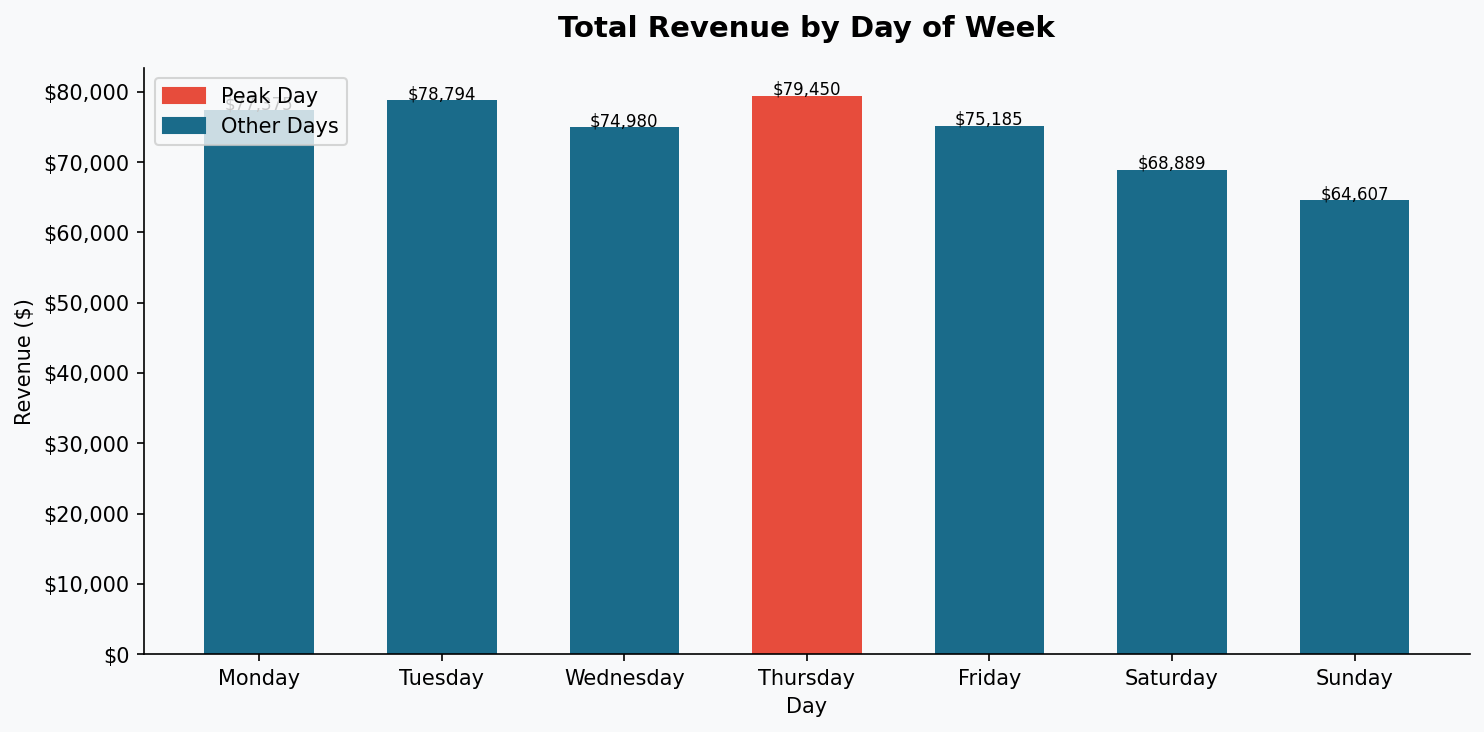 Total Revenue by Day of Week
Peak Day
Other Days
$78,794
$74,980
$79,450
$75,185
$68,889
$64,607
$80,000
$70,000
$60,000
$50,000
$40,000
$30,000
$20,000
$10,000
$0
Revenue ($)
Monday Tuesday Wednesday Thursday Friday Saturday Sunday
Day